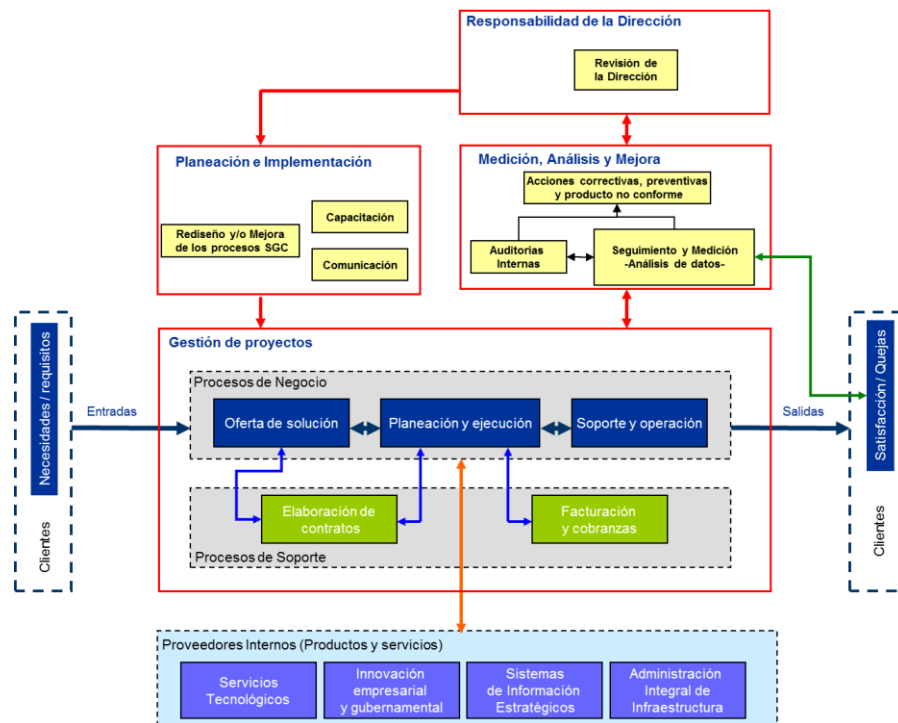 Responsabilidad de la Dirección
Revisión de
la Dirección
Planeación e Implementación
Rediseño y/o Mejora
de los procesos SGC
Capacitación
Comunicación
Medición, Análisis y Mejora
Acciones correctivas, preventivas
y producto no conforme
Auditorias
Internas
Seguimiento y Medición
-Análisis de datos-
Necesidades / requisitos
Clientes
Entradas
Gestión de proyectos
Procesos de Negocio
Oferta de solución
Planeación y ejecución
Soporte y operación
Elaboración de
contratos
Facturación
y cobranzas
Procesos de Soporte
Salidas
Satisfacción / Quejas
Clientes
Proveedores Internos (Productos y servicios)
Servicios
Tecnológicos
Innovación
empresarial
y gubernamental
Sistemas
de Información
Estratégicos
Administración
Integral de
Infraestructura